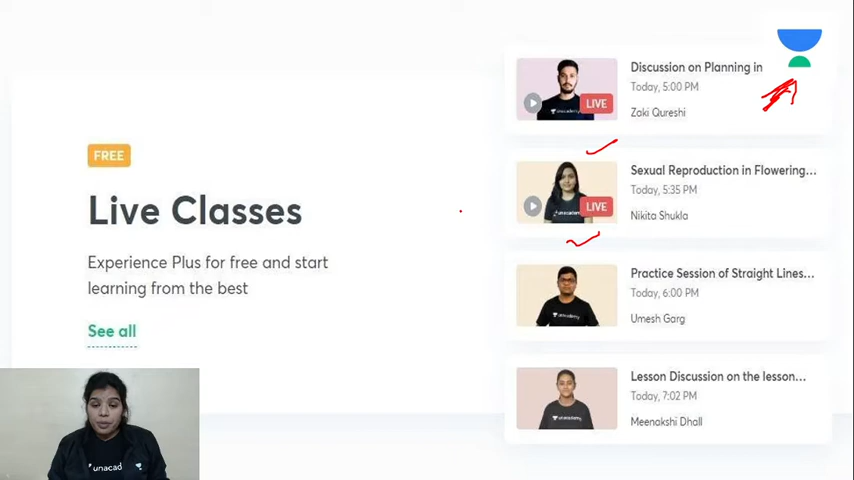 FREE
Live Classes
Experience Plus for free and start
learning from the best
See all
Discussion on Planning in
Today, 5:00 PM
Zaki Qureshi
LIVE
Sexual Reproduction in Flowering...
Today, 5:35 PM
Nikita Shukla
LIVE
Practice Session of Straight Lines...
Today, 6:00 PM
Umesh Garg
unacademy
Lesson Discussion on the lesson...
Today, 7:02 PM
Meenakshi Dhall
unacademy
unacad